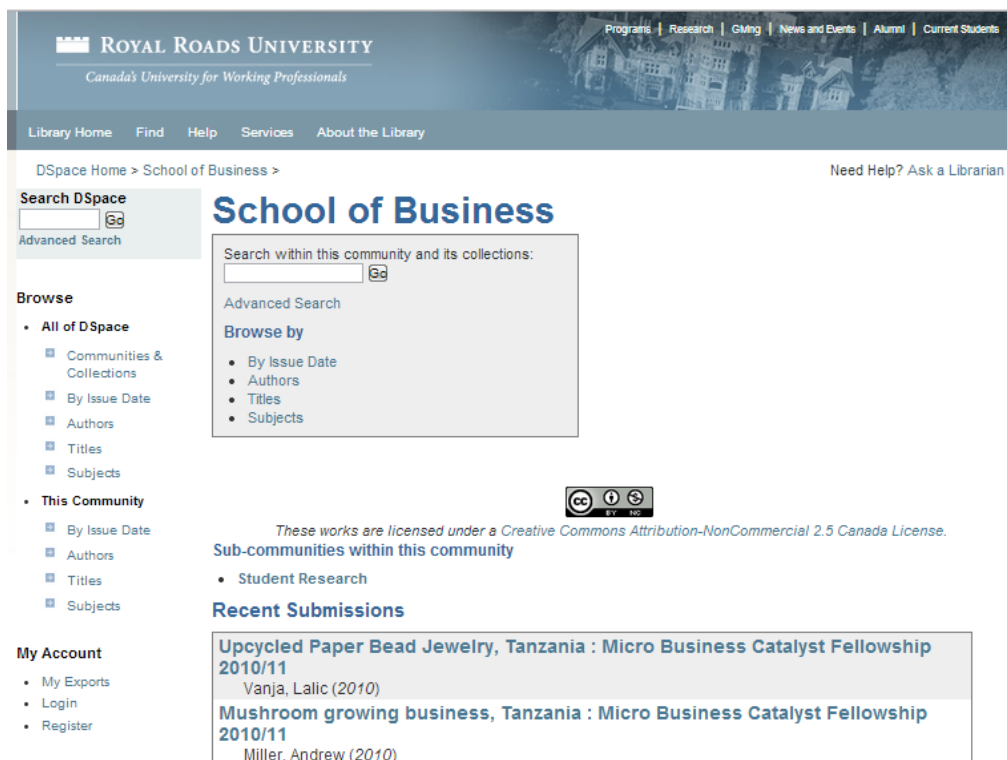 ROYAL ROADS UNIVERSITY
Canada's University for Working Professionals
Programs | Research | Giving | News and Events | Alumni | Current Students
Library Home Find Help Services About the Library
DSpace Home > School of Business >
Need Help? Ask a Librarian
Search DSpace
Go
Advanced Search
Browse
All of DSpace
Communities &
Collections
By Issue Date
Authors
Titles
Subjects
This Community
By Issue Date
Authors
Titles
Subjects
My Account
My Exports
Login
Register
School of Business
Search within this community and its collections:
Go
Advanced Search
Browse by
By Issue Date
Authors
Titles
Subjects
cc BY NC
These works are licensed under a Creative Commons Attribution-NonCommercial 2.5 Canada License.
Sub-communities within this community
Student Research
Recent Submissions
Upcycled Paper Bead Jewelry, Tanzania : Micro Business Catalyst Fellowship
2010/11
Vanja, Lalic (2010)
Mushroom growing business, Tanzania : Micro Business Catalyst Fellowship
2010/11
Miller, Andrew (2010)